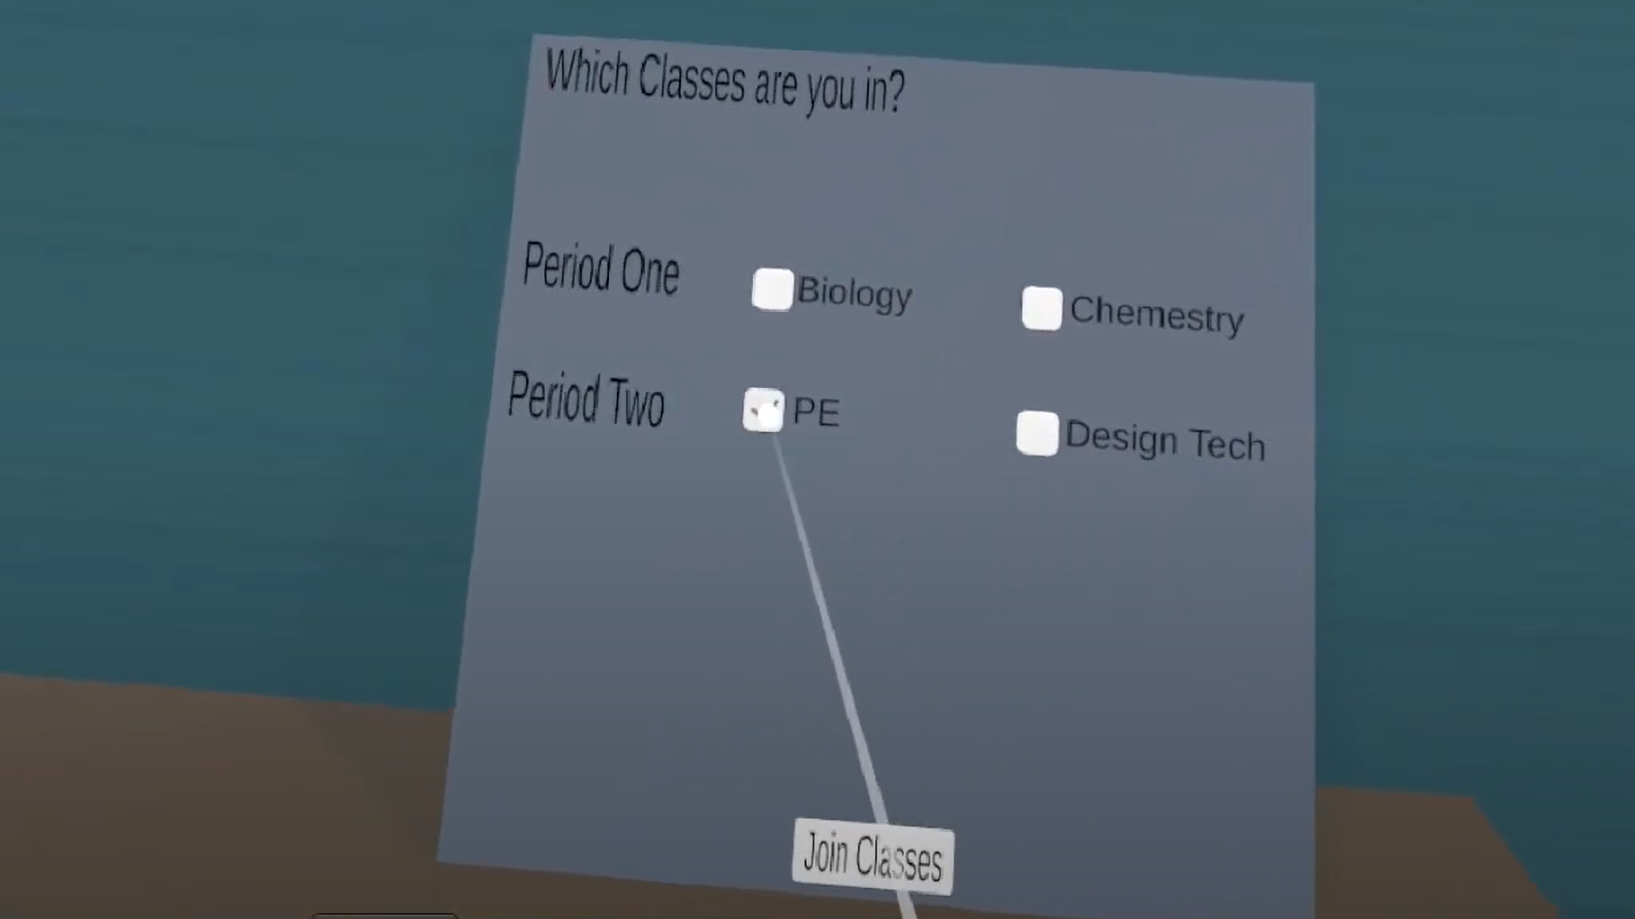 Which Classes are you in?
Period One Biology Chemestry
Period Two PE Design Tech
Join Classes